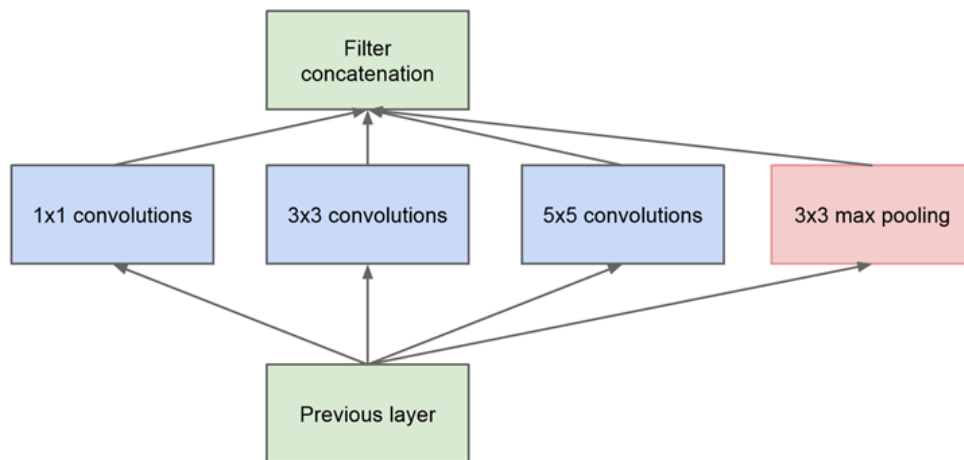 Filter
concatenation
1x1 convolutions
3x3 convolutions
5x5 convolutions
3x3 max pooling
Previous layer